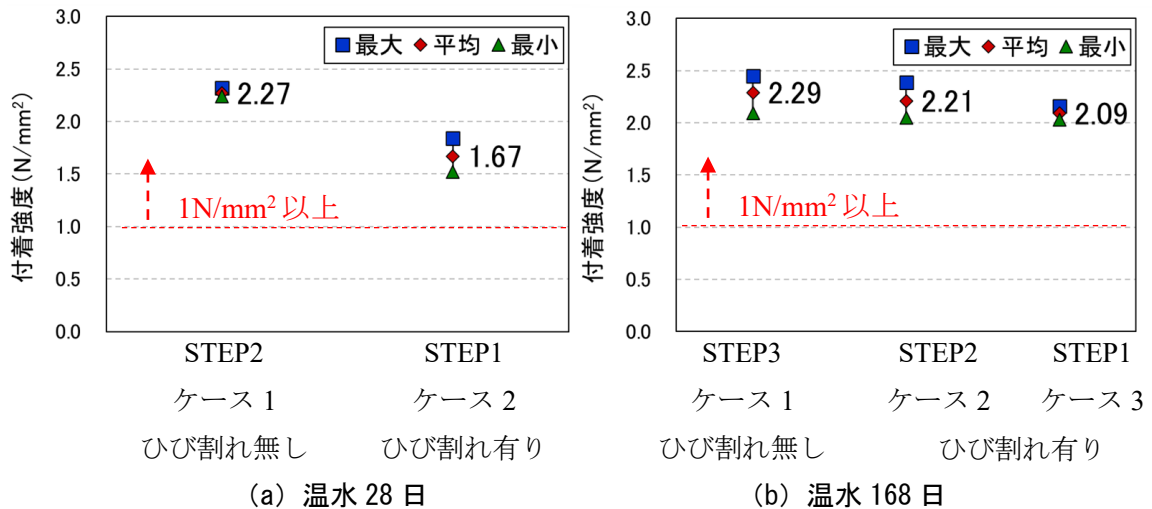 付着強度(N/mm²)
3.0
2.5
2.0
1.5
1.0
0.5
0.0
■最大 ◆平均 ▲最小
2.27
1.67
1N/mm² 以上
STEP2 STEP1
ケース 1 ケース 2
ひび割れ無し ひび割れ有り
(a) 温水 28 日
付着強度(N/mm²)
3.0
2.5
2.0
1.5
1.0
0.5
0.0
■最大 ◆平均 ▲最小
2.29
2.21
2.09
1N/mm² 以上
STEP3 STEP2 STEP1
ケース 1 ケース 2 ケース 3
ひび割れ無し ひび割れ有り
(b) 温水 168 日